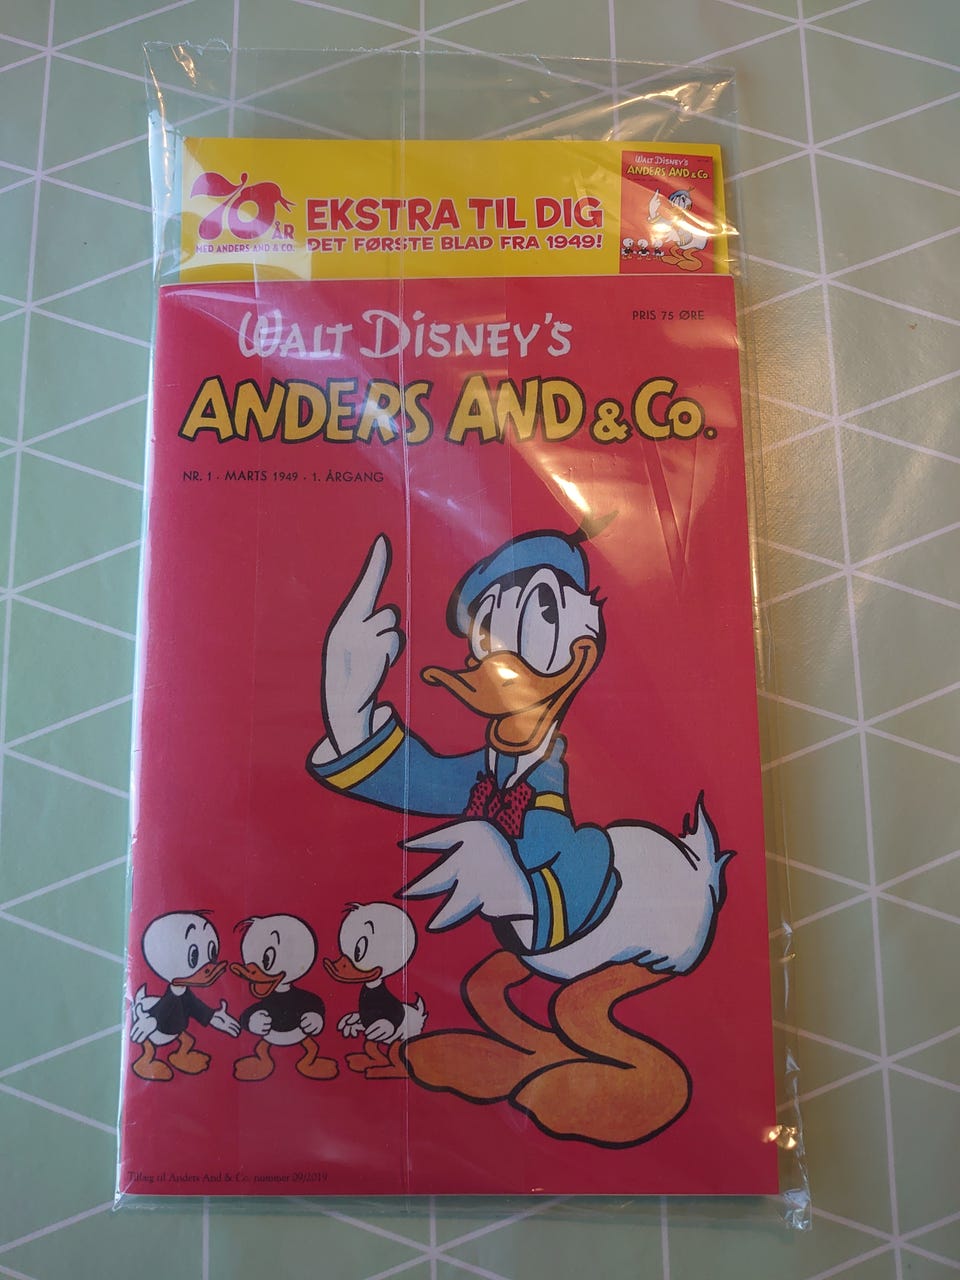 70 ÅR
MED ANDERS AND & CO.
EKSTRA TIL DIG
DET FØRSTE BLAD FRA 1949!
WALT DISNEY'S
ANDERS AND & Co.
WALT DISNEY'S
PRIS 75 ØRE
ANDERS AND & Co.
NR. 1 · MARTS 1949 · 1. ÅRGANG
Tillæg til Anders And & Co. nummer 29/2019